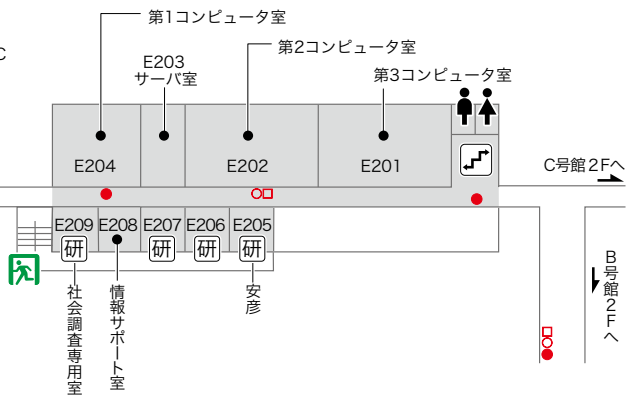 第1コンピュータ室
C
第2コンピュータ室
E203
サーバ室
第3コンピュータ室
E204
E202
E201
C号館2Fへ
E209
E208
E207
E206
E205
研
研
研
研
B号館2Fへ
社会調査専用室
情報サポート室
安彦